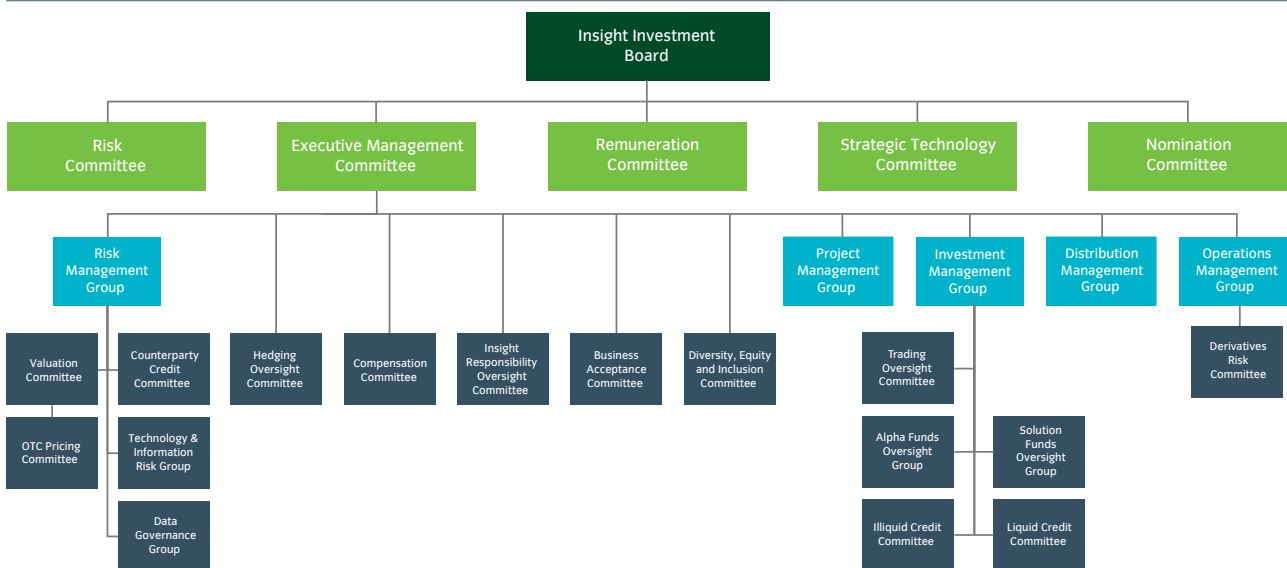 Insight Investment
Board
Risk
Committee
Executive Management
Committee
Remuneration
Committee
Strategic Technology
Committee
Nomination
Committee
Risk
Management
Group
Project
Management
Group
Investment
Management
Group
Distribution
Management
Group
Operations
Management
Group
Valuation
Committee
Counterparty
Credit
Committee
Hedging
Oversight
Committee
Compensation
Committee
Insight
Responsibility
Oversight
Committee
Business
Acceptance
Committee
Diversity, Equity
and Inclusion
Committee
Trading
Oversight
Committee
Derivatives
Risk
Committee
OTC Pricing
Committee
Technology &
Information
Risk Group
Alpha Funds
Oversight
Group
Solution
Funds
Oversight
Group
Data
Governance
Group
Illiquid Credit
Committee
Liquid Credit
Committee